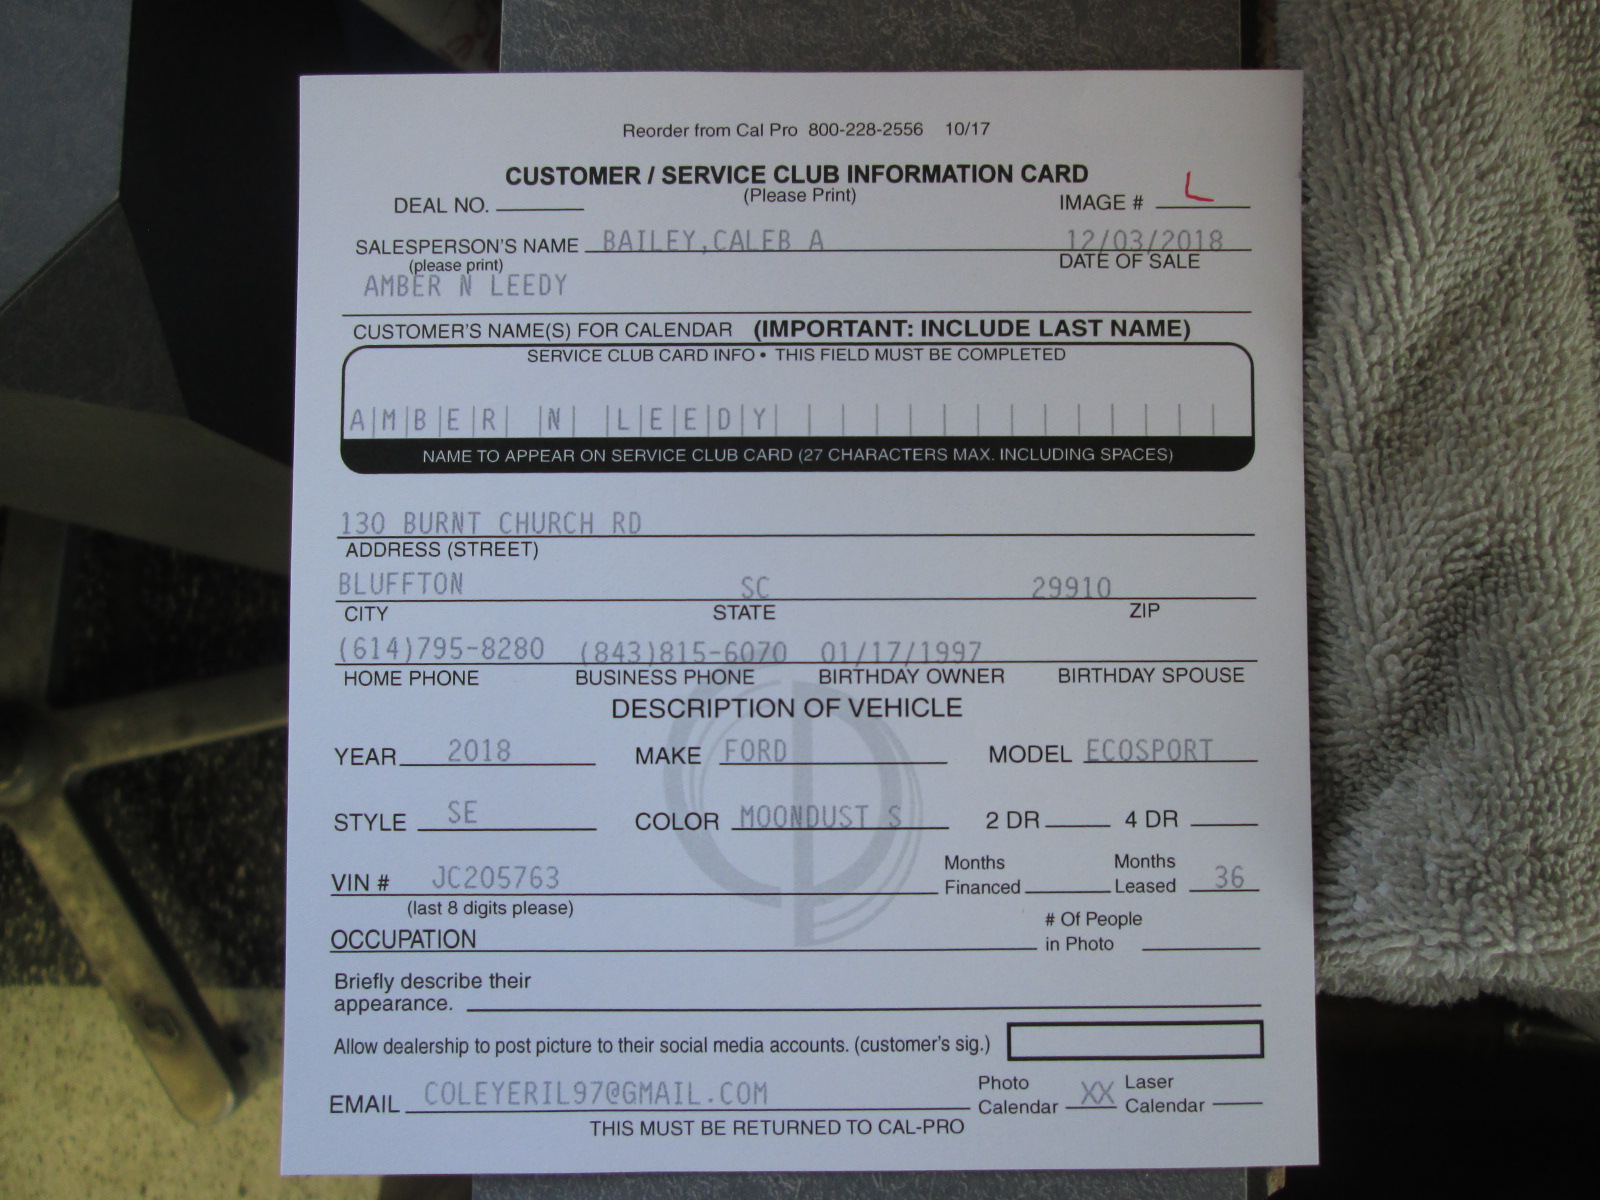 Reorder from Cal Pro 800-228-2556 10/17
CUSTOMER / SERVICE CLUB INFORMATION CARD
(Please Print)
DEAL NO. IMAGE # L
SALESPERSON'S NAME BAILEY,CALEB A 12/03/2018
(please print) DATE OF SALE
AMBER N LEEDY
CUSTOMER'S NAME(S) FOR CALENDAR (IMPORTANT: INCLUDE LAST NAME)
SERVICE CLUB CARD INFO • THIS FIELD MUST BE COMPLETED
AMBER N LEEDY
NAME TO APPEAR ON SERVICE CLUB CARD (27 CHARACTERS MAX. INCLUDING SPACES)
130 BURNT CHURCH RD
ADDRESS (STREET)
BLUFFTON SC 29910
CITY STATE ZIP
(614)795-8280 (843)815-6070 01/17/1997
HOME PHONE BUSINESS PHONE BIRTHDAY OWNER BIRTHDAY SPOUSE
DESCRIPTION OF VEHICLE
YEAR 2018 MAKE FORD MODEL ECOSPORT
STYLE SE COLOR MOONDUST S 2 DR 4 DR
VIN # JC205763 Months Financed Months Leased 36
(last 8 digits please)
OCCUPATION # Of People in Photo
Briefly describe their
appearance.
Allow dealership to post picture to their social media accounts. (customer's sig.)
EMAIL COLEYERIL97@GMAIL.COM Photo Calendar XX Laser Calendar
THIS MUST BE RETURNED TO CAL-PRO